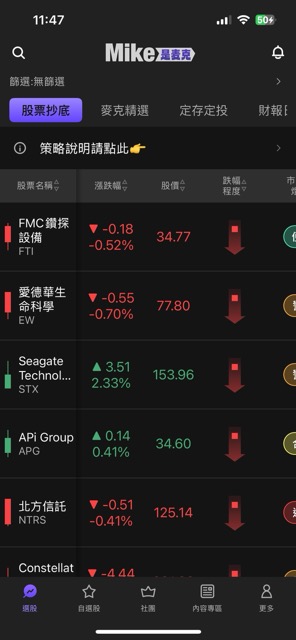 11:47
50
Mike是麥克
篩選:無篩選
股票抄底 麥克精選 定存定投 財報
策略說明請點此👉
股票名稱 漲跌幅 股價 跌幅程度 市
FMC鑽探設備
FTI
▼ -0.18
-0.52%
34.77
愛德華生命科學
EW
▼ -0.55
-0.70%
77.80
Seagate
Technol...
STX
▲ 3.51
2.33%
153.96
APi Group
APG
▲ 0.14
0.41%
34.60
北方信託
NTRS
▼ -0.51
-0.41%
125.14
Constellat
▼ -4.44
選股 自選股 社團 內容專區 更多